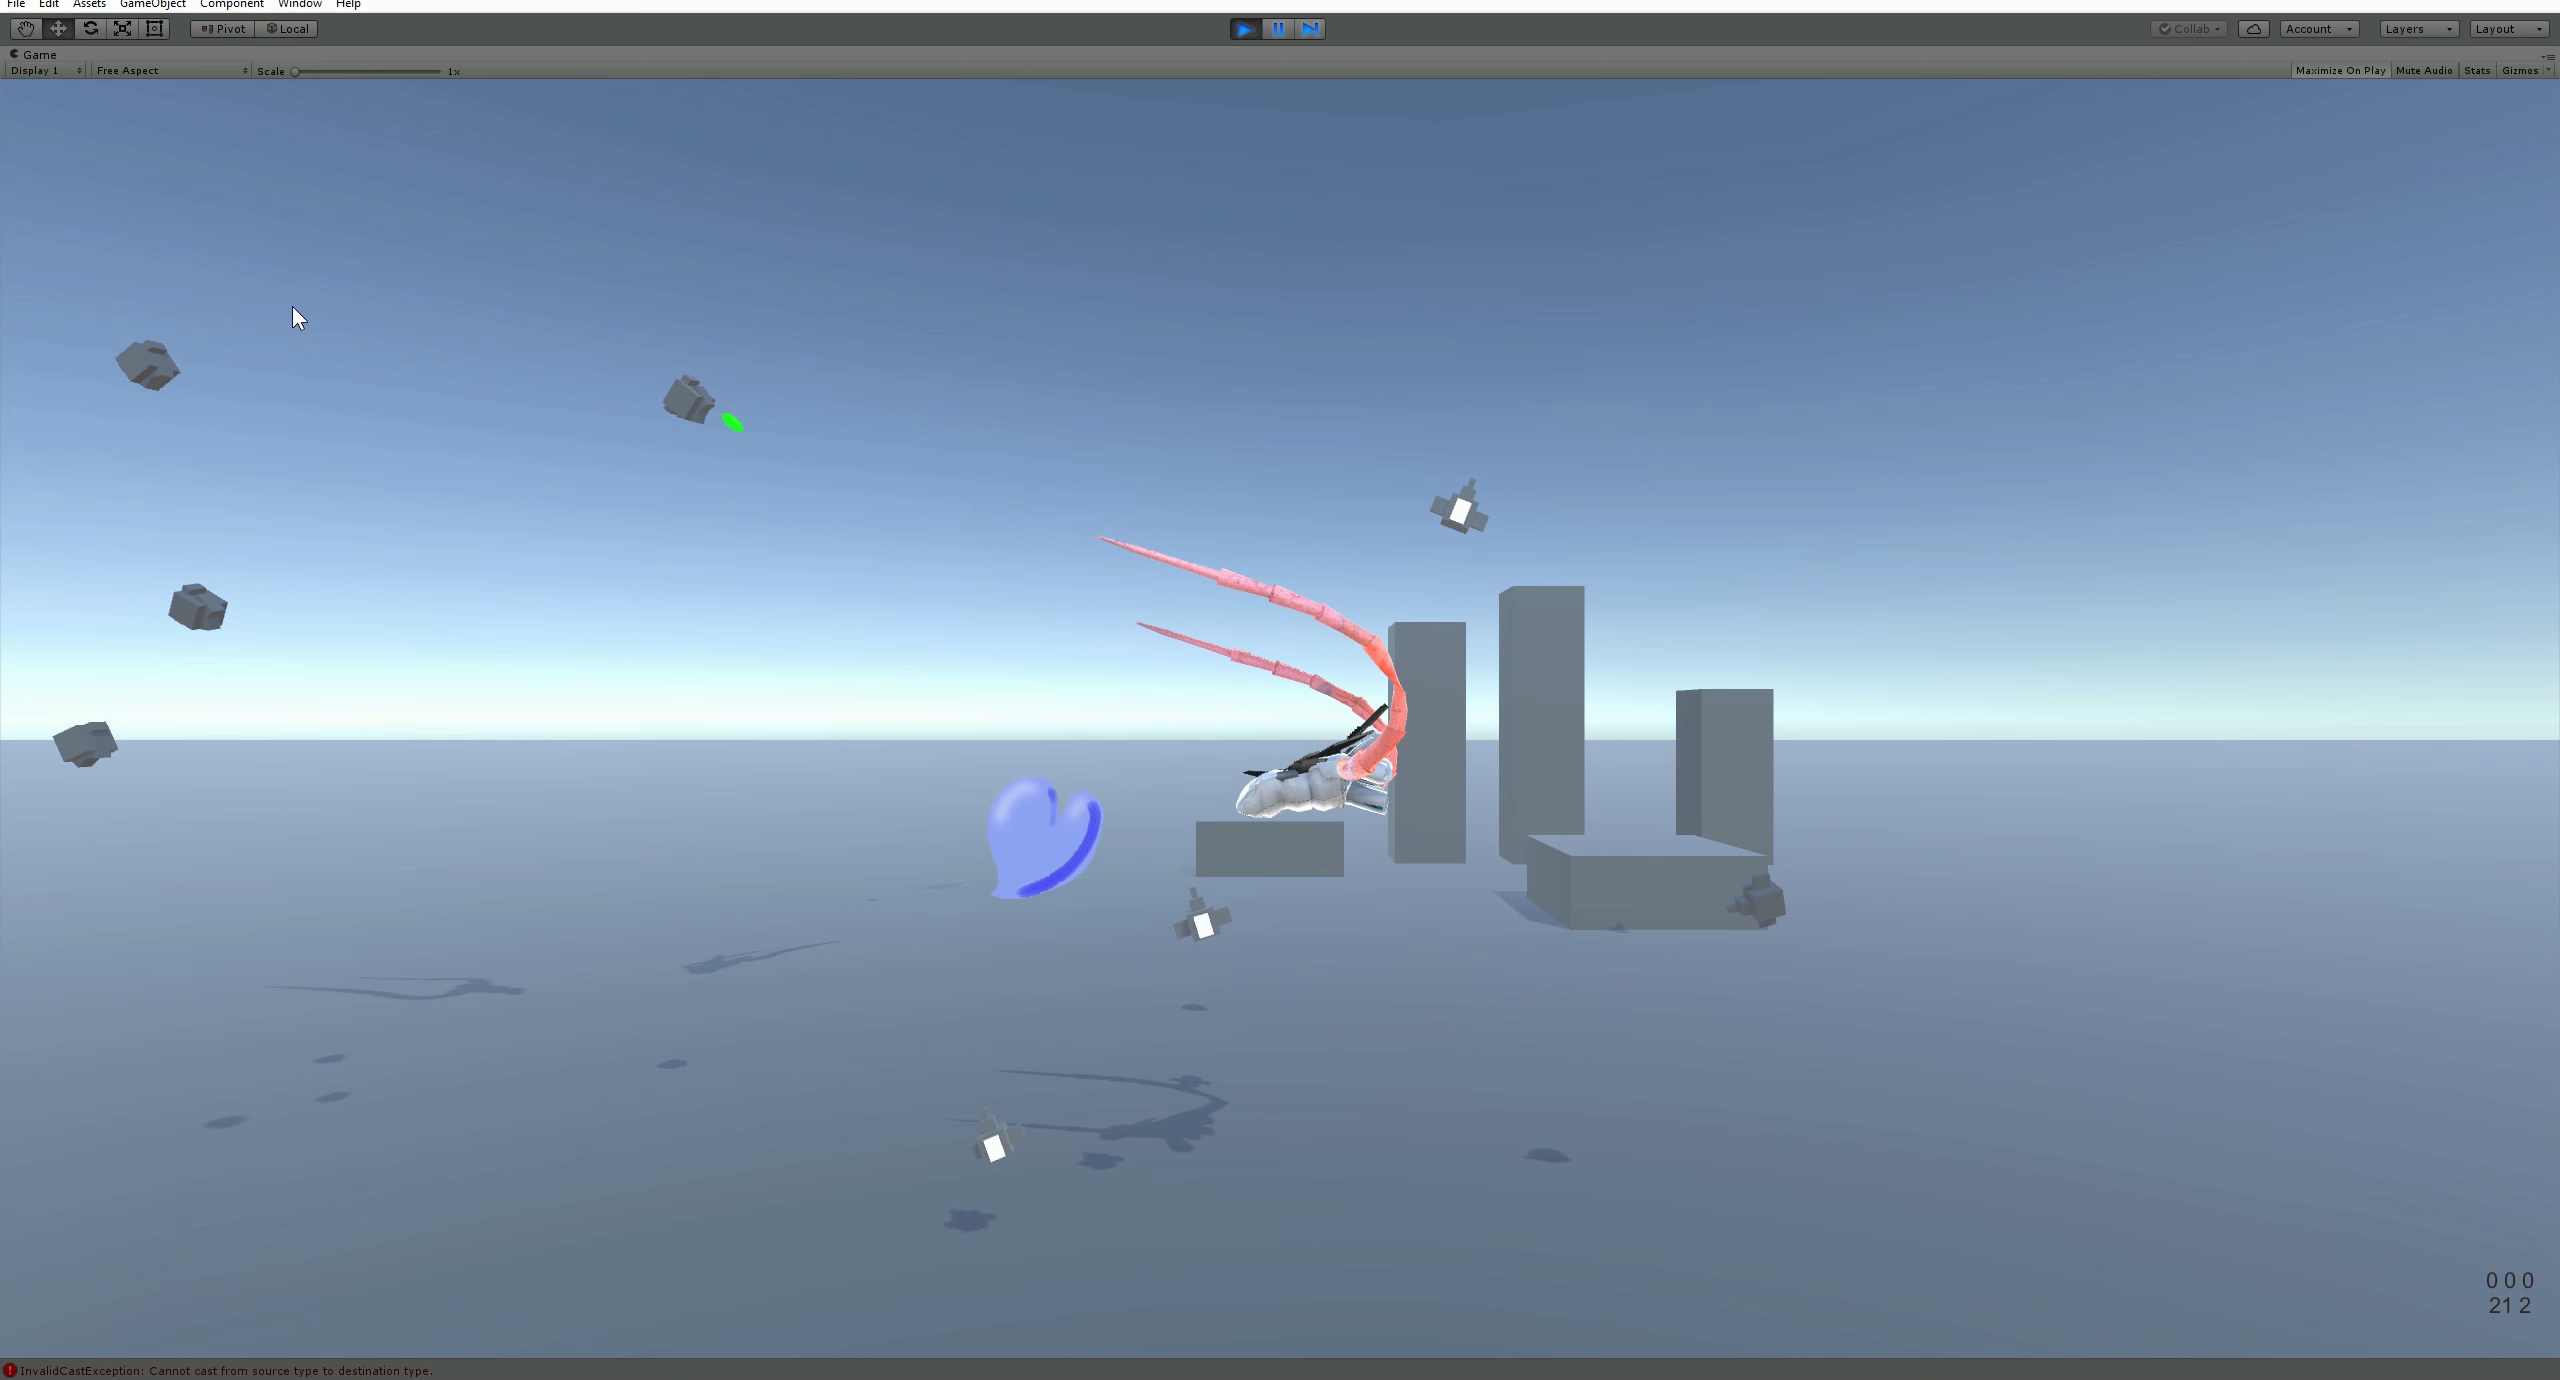 File Edit Assets GameObject Component Window Help
Pivot Local Collab Account Layers Layout
Game
Display 1 Free Aspect Scale 1x Maximize On Play Mute Audio Stats Gizmos
0 0 0
21 2
InvalidCastException: Cannot cast from source type to destination type.